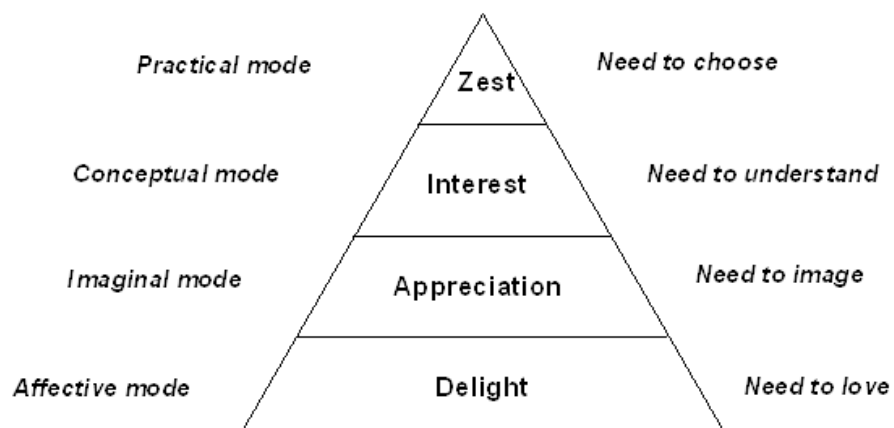 Practical mode
Zest
Need to choose
Conceptual mode
Interest
Need to understand
Imaginal mode
Appreciation
Need to image
Affective mode
Delight
Need to love